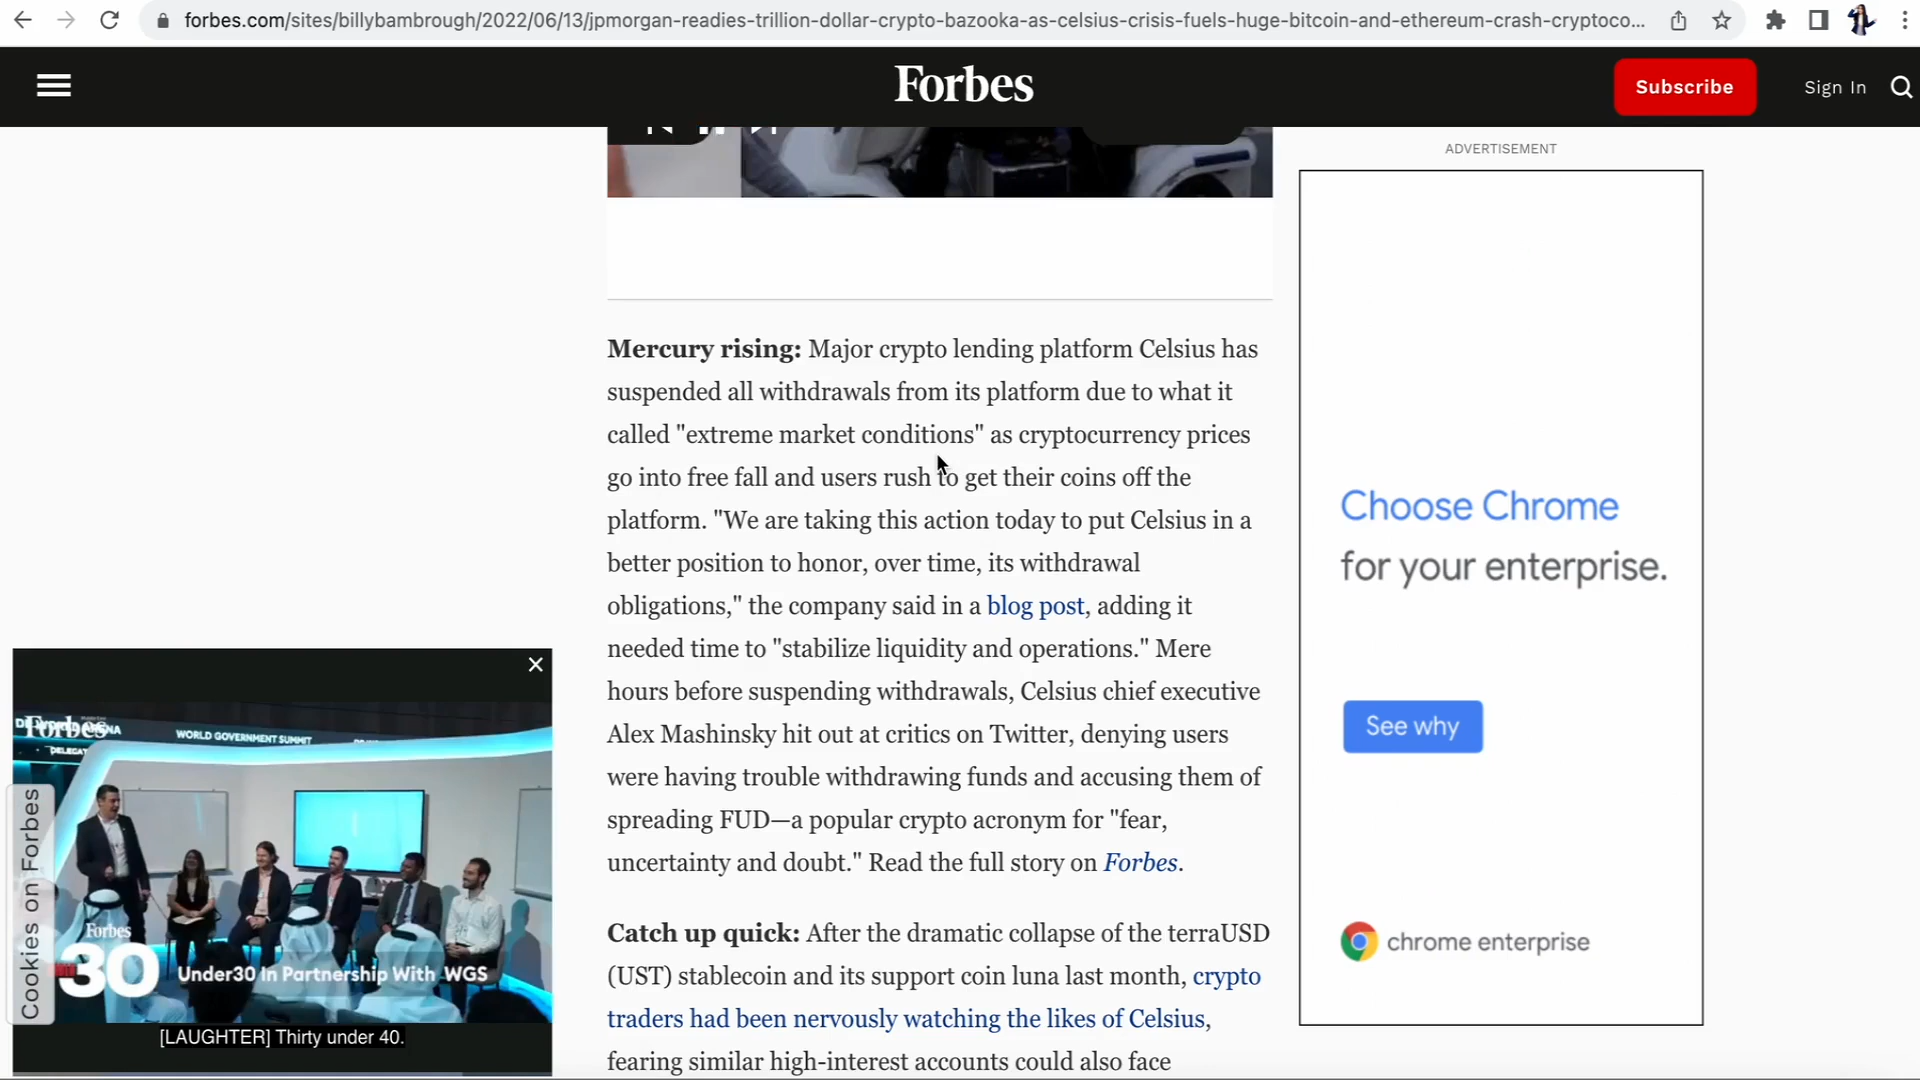 forbes.com/sites/billybambrough/2022/06/13/jpmorgan-readies-trillion-dollar-crypto-bazooka-as-celsius-crisis-fuels-huge-bitcoin-and-ethereum-crash-cryptoco...
Forbes
Subscribe
Sign In
ADVERTISEMENT
Mercury rising: Major crypto lending platform Celsius has
suspended all withdrawals from its platform due to what it
called "extreme market conditions" as cryptocurrency prices
go into free fall and users rush to get their coins off the
platform. "We are taking this action today to put Celsius in a
better position to honor, over time, its withdrawal
obligations," the company said in a blog post, adding it
needed time to "stabilize liquidity and operations." Mere
hours before suspending withdrawals, Celsius chief executive
Alex Mashinsky hit out at critics on Twitter, denying users
were having trouble withdrawing funds and accusing them of
spreading FUD—a popular crypto acronym for "fear,
uncertainty and doubt." Read the full story on Forbes.
Catch up quick: After the dramatic collapse of the terraUSD
(UST) stablecoin and its support coin luna last month, crypto
traders had been nervously watching the likes of Celsius,
fearing similar high-interest accounts could also face
Choose Chrome
for your enterprise.
See why
chrome enterprise
Forbes
WORLD GOVERNMENT SUMMIT
Forbes
30
Under30 In Partnership With WGS
[LAUGHTER] Thirty under 40.
Cookies on Forbes